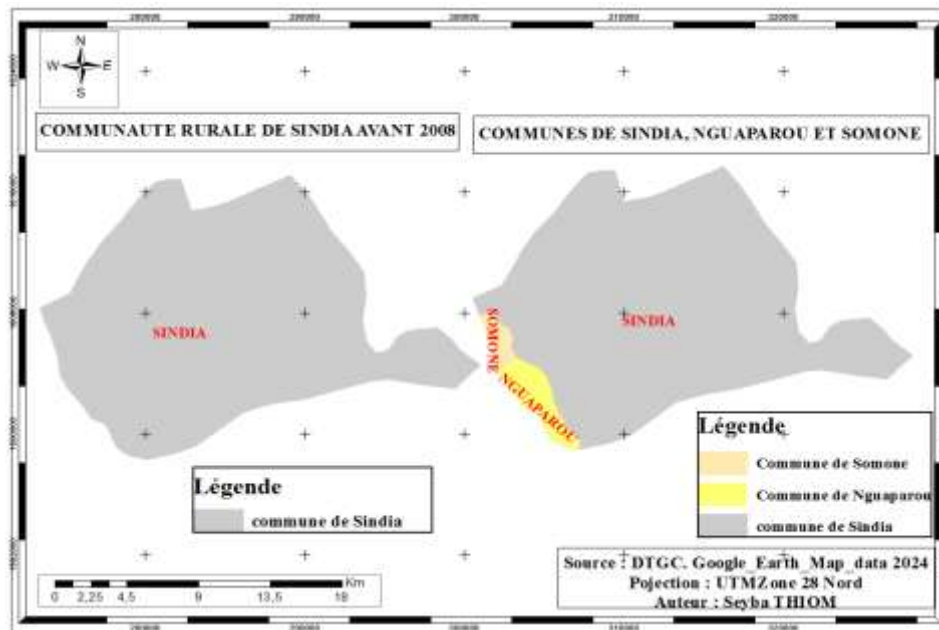 N
W E
S
COMMUNAUTE RURALE DE SINDIA AVANT 2008
COMMUNES DE SINDIA, NGUAPAROU ET SOMONE
SINDIA
SOMONE
NGUAPAROU
SINDIA
Légende
commune de Sindia
Légende
Commune de Somone
Commune de Nguaparou
commune de Sindia
Source : DTGC. Google_Earth_Map_data 2024
Pojection : UTMZone 28 Nord
Auteur : Seyba THIOM
Km
0 2,25 4,5 9 13,5 18